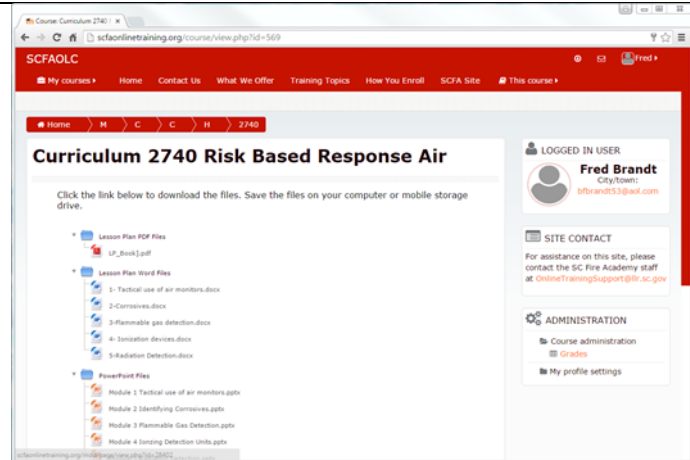 Course: Curriculum 2740 R
scfaonlinetraining.org/course/view.php?id=569
SCFAOLC
Fred
My courses Home Contact Us What We Offer Training Topics How You Enroll SCFA Site This course
Home M C C H 2740
Curriculum 2740 Risk Based Response Air
Click the link below to download the files. Save the files on your computer or mobile storage
drive.
Lesson Plan PDF Files
LP_Book].pdf
Lesson Plan Word Files
1- Tactical use of air monitors.docx
2-Corrosives.docx
3-Flammable gas detection.docx
4- Ionization devices.docx
5-Radiation Detection.docx
PowerPoint Files
Module 1 Tactical use of air monitors.pptx
Module 2 Identifying Corrosives.pptx
Module 3 Flammable Gas Detection.pptx
Module 4 Ionzing Detection Units.pptx
LOGGED IN USER
Fred Brandt
City/town:
bfbrandt53@aol.com
SITE CONTACT
For assistance on this site, please
contact the SC Fire Academy staff
at OnlineTrainingSupport@llr.sc.gov
ADMINISTRATION
Course administration
Grades
My profile settings